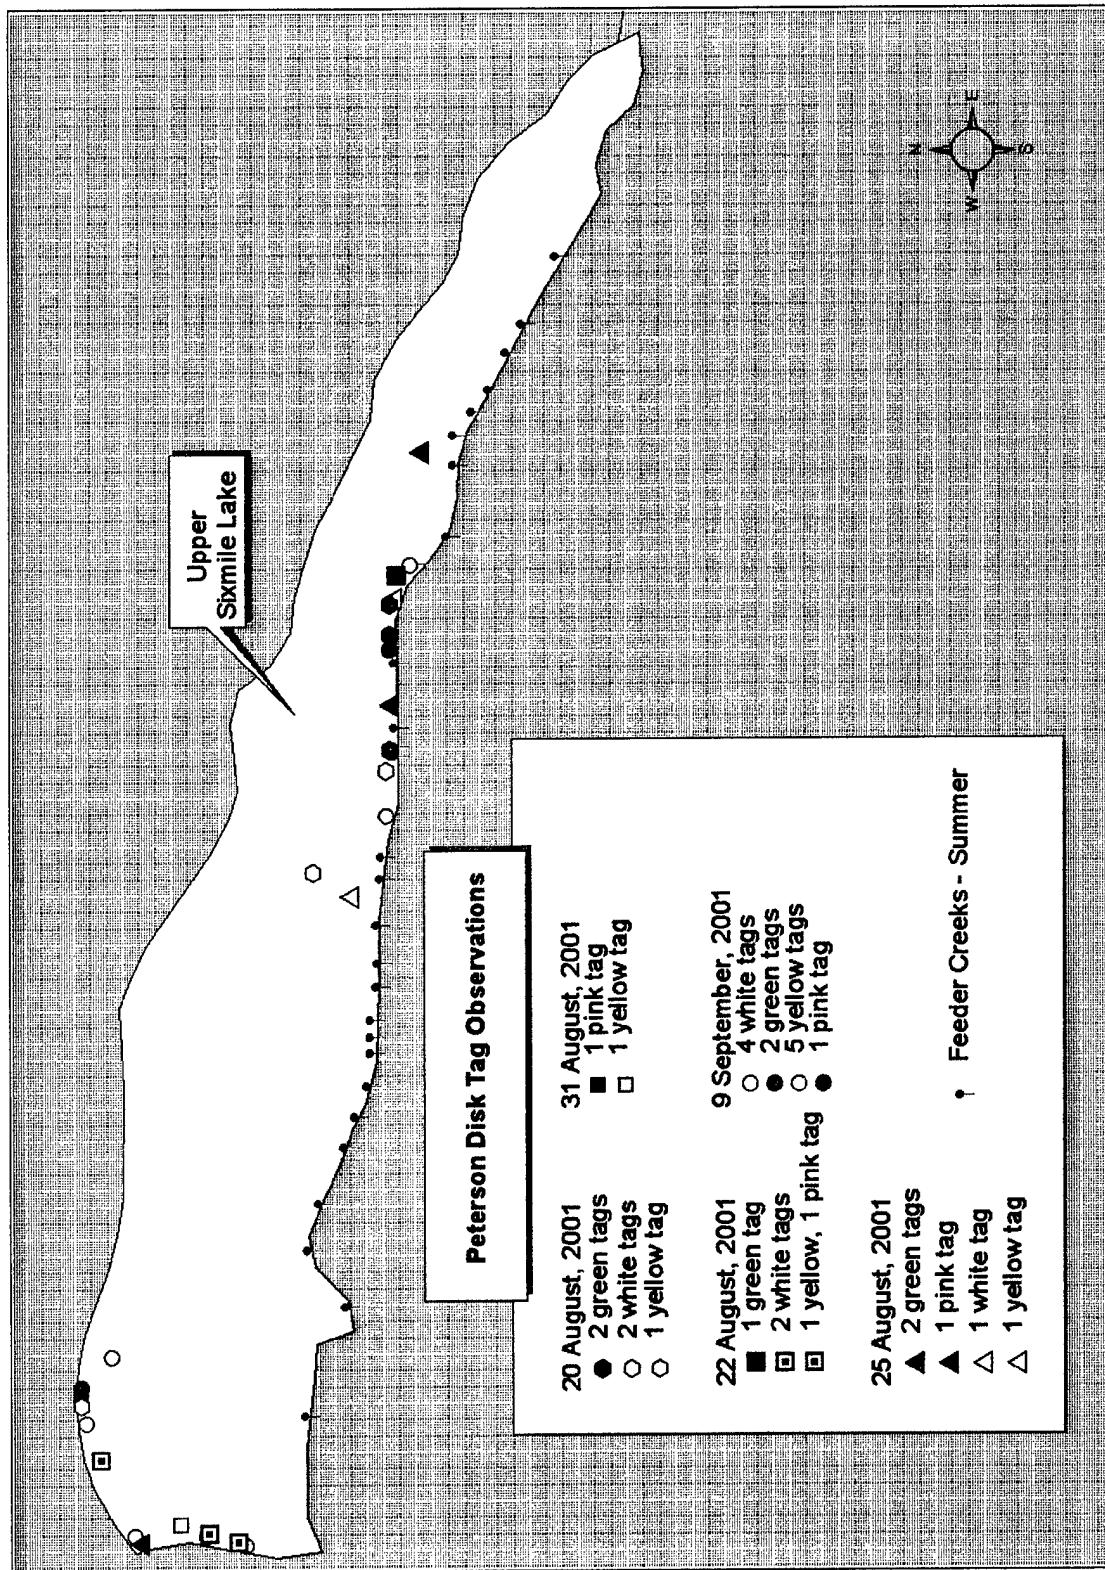 Upper
Sixmile Lake
Peterson Disk Tag Observations
20 August, 2001
2 green tags
2 white tags
1 yellow tag
22 August, 2001
1 green tag
2 white tags
1 yellow, 1 pink tag
25 August, 2001
2 green tags
1 pink tag
1 white tag
1 yellow tag
31 August, 2001
1 pink tag
1 yellow tag
9 September, 2001
4 white tags
2 green tags
5 yellow tags
1 pink tag
Feeder Creeks - Summer
N
W
E
S